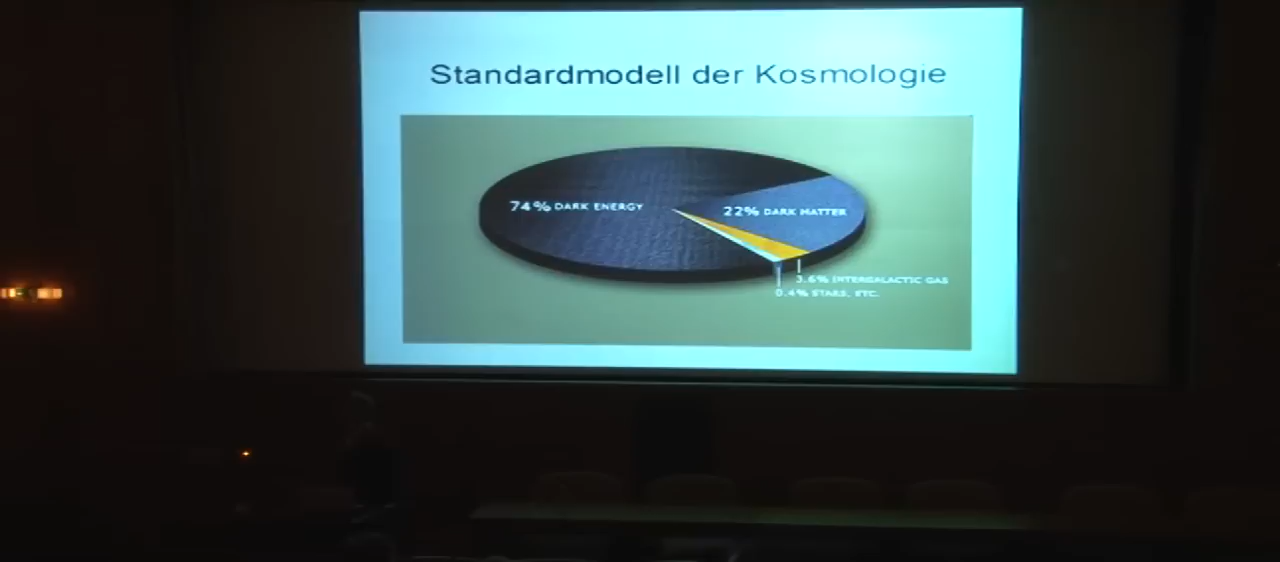 Standardmodell der Kosmologie
74% DARK ENERGY
22% DARK MATTER
3.6% INTERGALACTIC GAS
0.4% STARS, ETC.